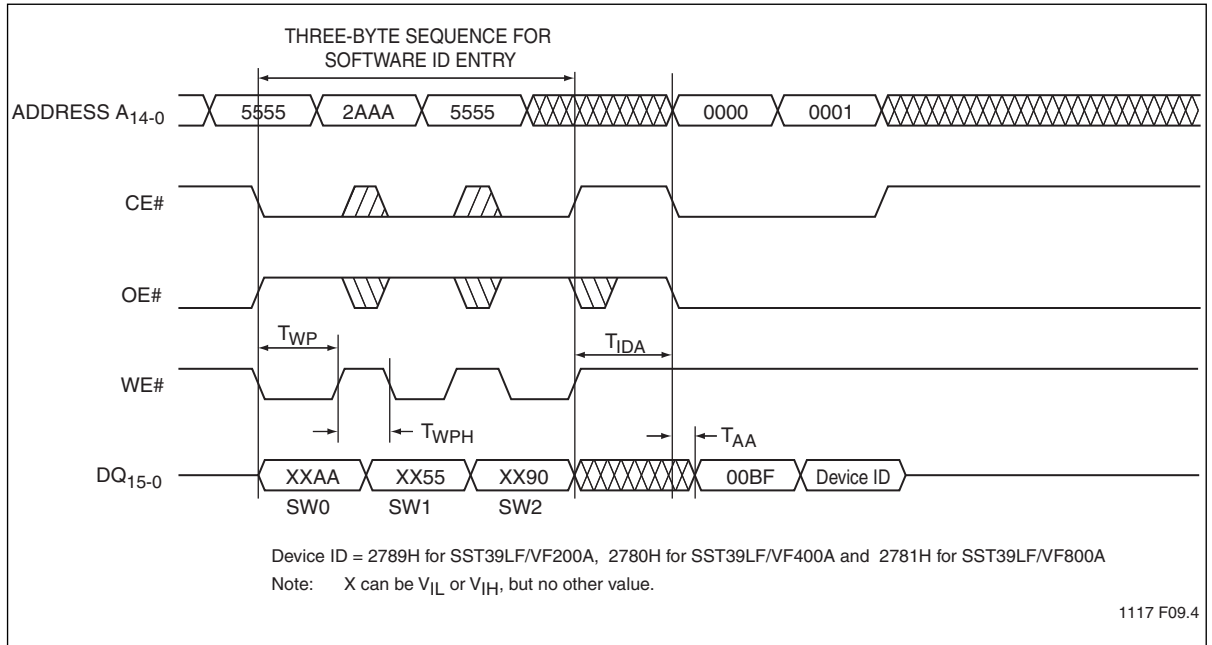 THREE-BYTE SEQUENCE FOR
SOFTWARE ID ENTRY
ADDRESS A14-0
5555
2AAA
5555
0000
0001
CE#
OE#
TWP
TIDA
WE#
TWPH
TAA
DQ15-0
XXAA
XX55
XX90
00BF
Device ID
SW0
SW1
SW2
Device ID = 2789H for SST39LF/VF200A, 2780H for SST39LF/VF400A and 2781H for SST39LF/VF800A
Note: X can be VIL or VIH, but no other value.
1117 F09.4